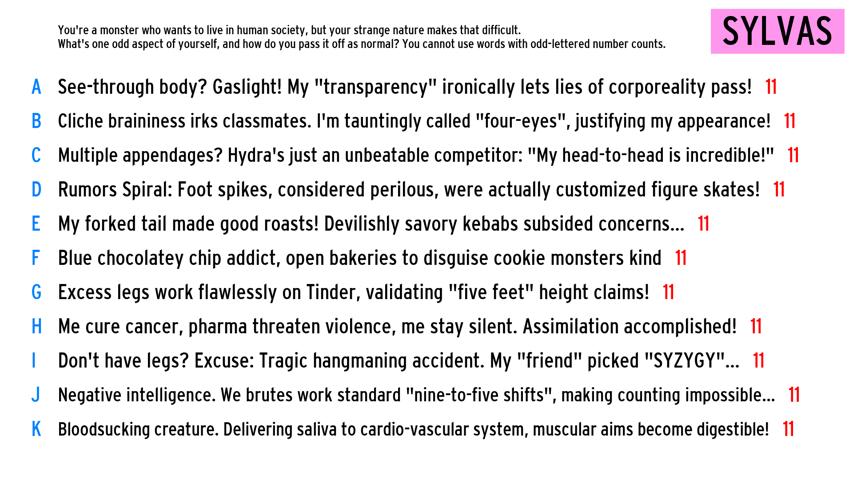 You're a monster who wants to live in human society, but your strange nature makes that difficult.
What's one odd aspect of yourself, and how do you pass it off as normal? You cannot use words with odd-lettered number counts.
SYLVAS
A See-through body? Gaslight! My "transparency" ironically lets lies of corporeality pass! 11
B Cliche braininess irks classmates. I'm tauntingly called "four-eyes", justifying my appearance! 11
C Multiple appendages? Hydra's just an unbeatable competitor: "My head-to-head is incredible!" 11
D Rumors Spiral: Foot spikes, considered perilous, were actually customized figure skates! 11
E My forked tail made good roasts! Devilishly savory kebabs subsided concerns... 11
F Blue chocolatey chip addict, open bakeries to disguise cookie monsters kind 11
G Excess legs work flawlessly on Tinder, validating "five feet" height claims! 11
H Me cure cancer, pharma threaten violence, me stay silent. Assimilation accomplished! 11
I Don't have legs? Excuse: Tragic hangmaning accident. My "friend" picked "SYZYGY"... 11
J Negative intelligence. We brutes work standard "nine-to-five shifts", making counting impossible... 11
K Bloodsucking creature. Delivering saliva to cardio-vascular system, muscular aims become digestible! 11